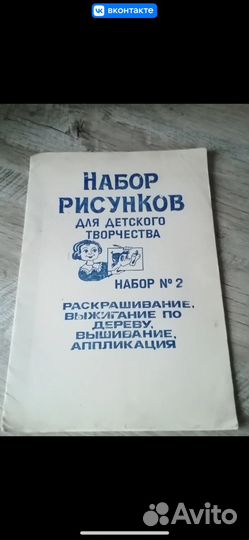 вконтакте
НАБОР
РИСУНКОВ
ДЛЯ ДЕТСКОГО
ТВОРЧЕСТВА
НАБОР № 2
РАСКРАШИВАНИЕ,
ВЫЖИГАНИЕ ПО
ДЕРЕВУ,
ВЫШИВАНИЕ,
АППЛИКАЦИЯ
Avito